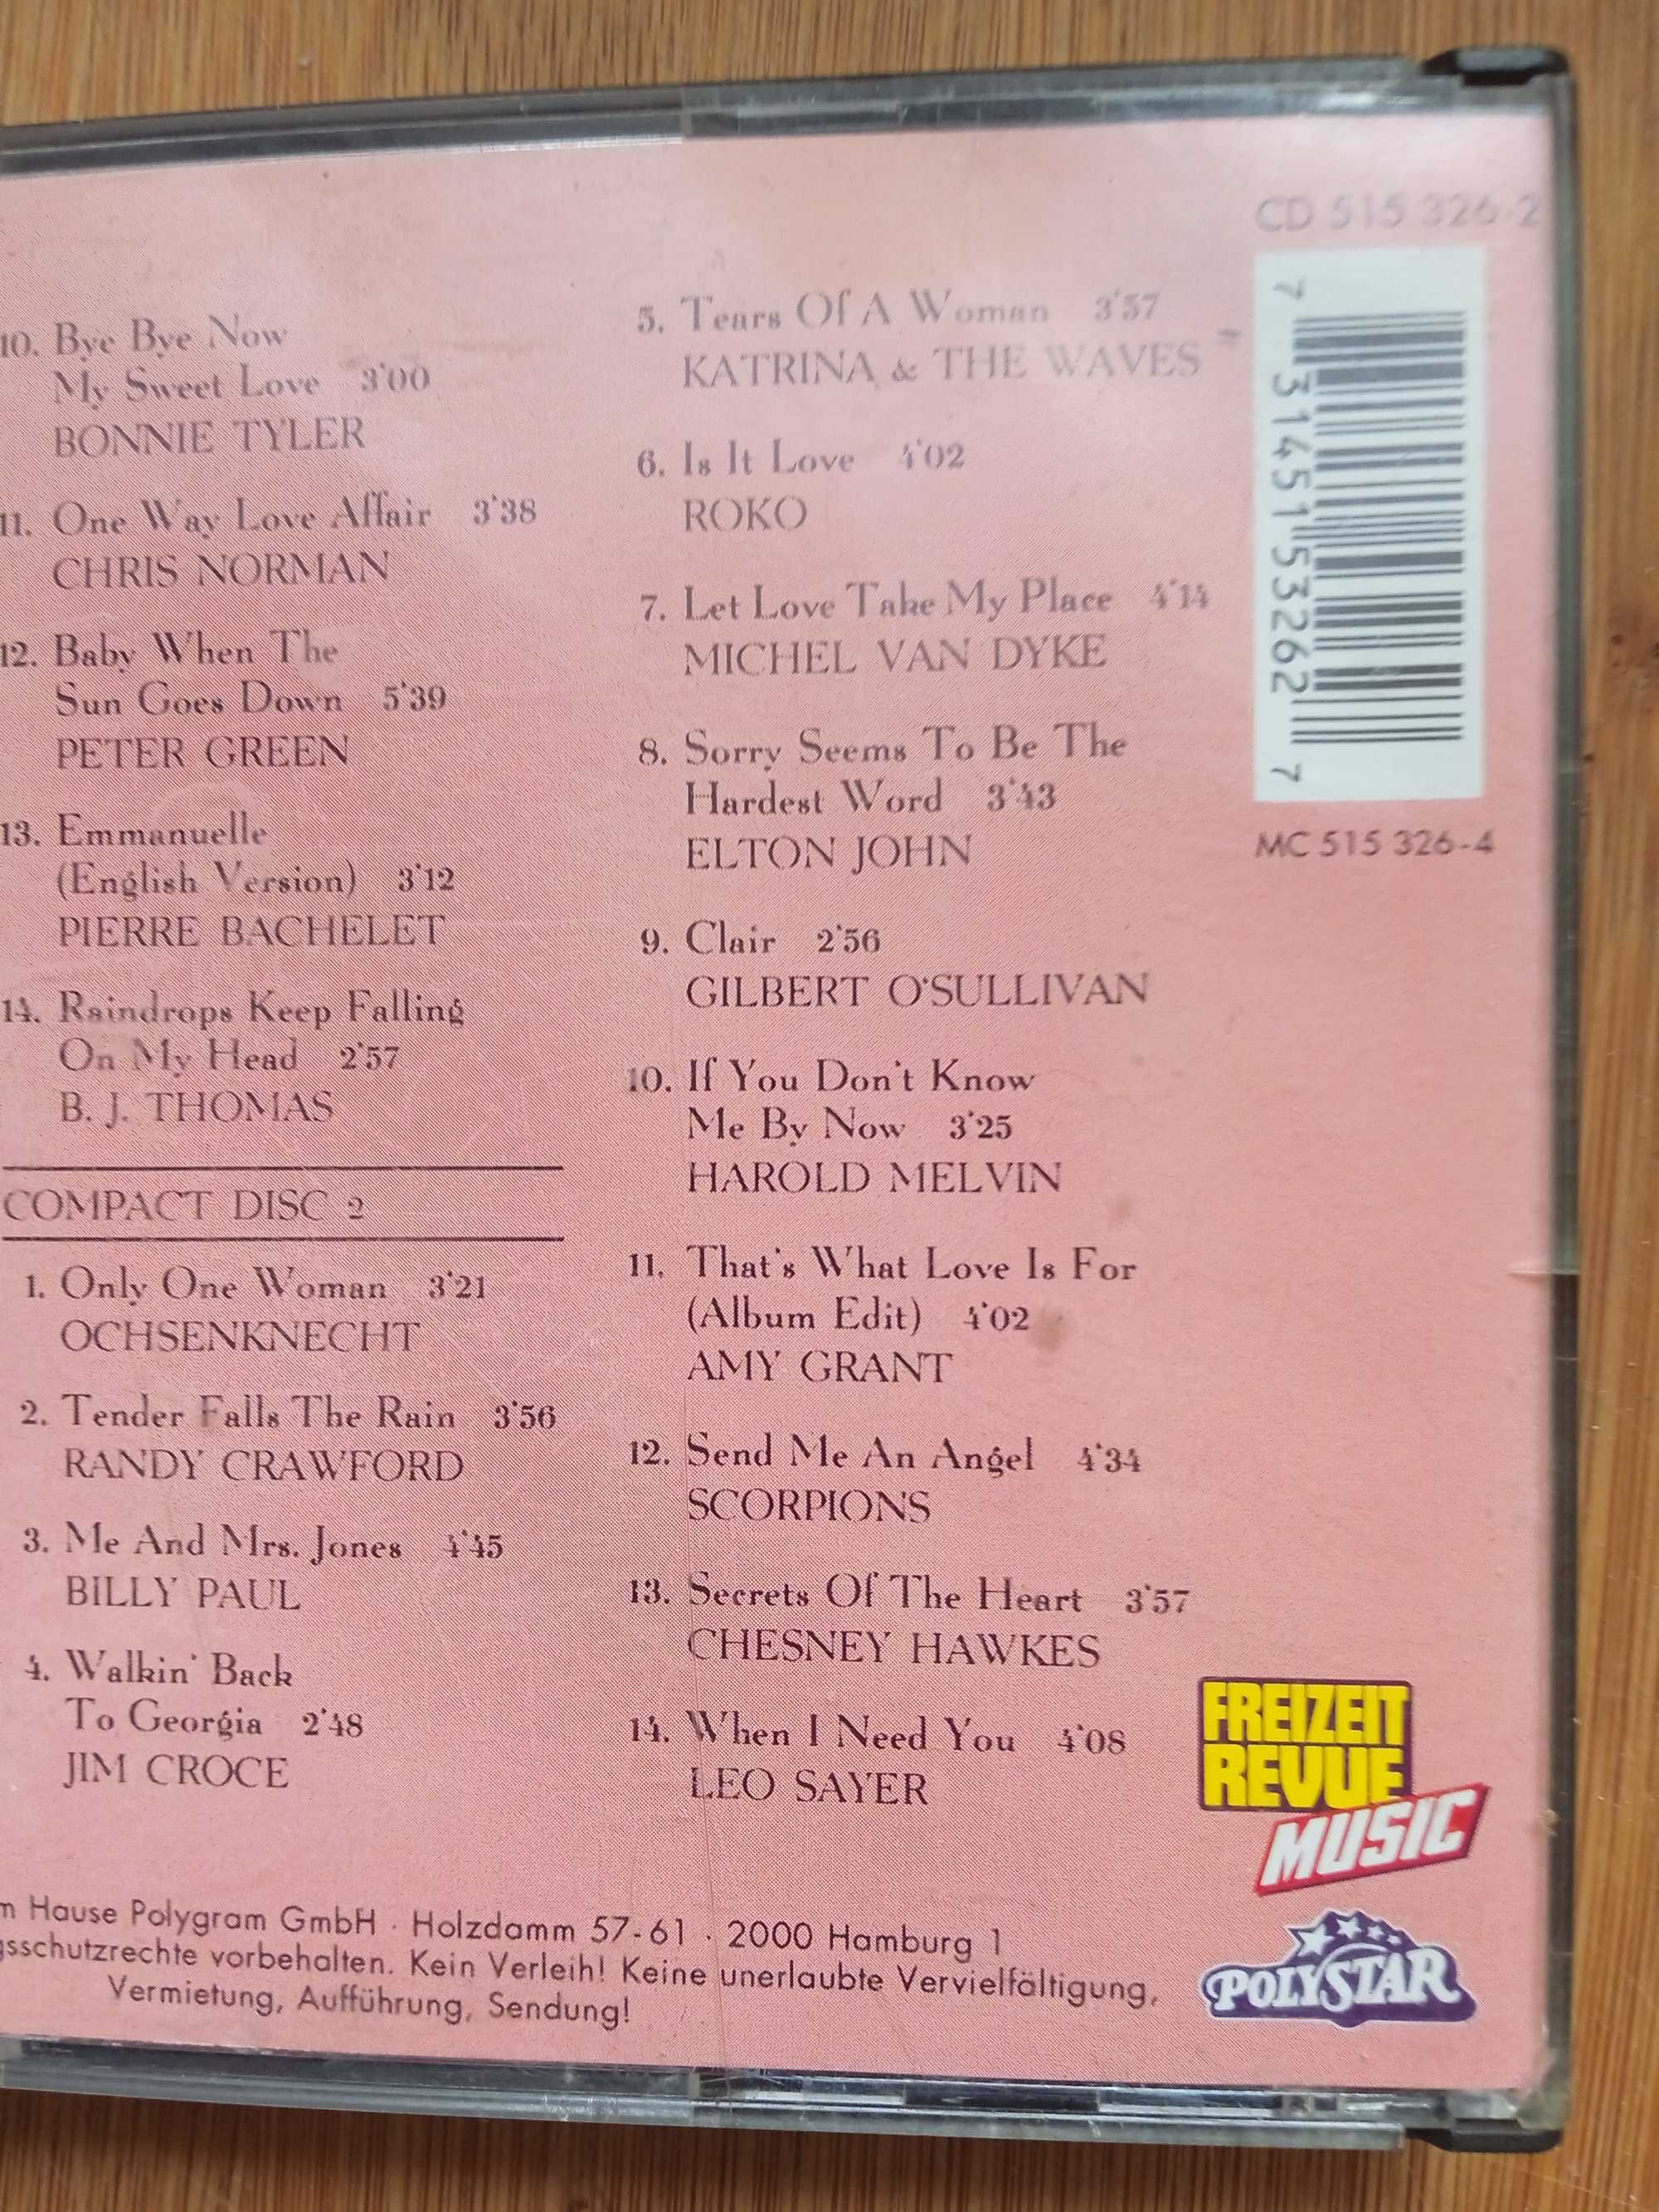 10. Bye Bye Now
My Sweet Love 3'00
BONNIE TYLER
11. One Way Love Affair 3'38
CHRIS NORMAN
12. Baby When The
Sun Goes Down 5'39
PETER GREEN
13. Emmanuelle
(English Version) 3'12
PIERRE BACHELET
14. Raindrops Keep Falling
On My Head 2'57
B. J. THOMAS
COMPACT DISC 2
1. Only One Woman 3'21
OCHSENKNECHT
2. Tender Falls The Rain 3'56
RANDY CRAWFORD
3. Me And Mrs. Jones 4'45
BILLY PAUL
4. Walkin' Back
To Georgia 2'48
JIM CROCE
5. Tears Of A Woman 3'57
KATRINA & THE WAVES
6. Is It Love 4'02
ROKO
7. Let Love Take My Place 4'14
MICHEL VAN DYKE
8. Sorry Seems To Be The
Hardest Word 3'43
ELTON JOHN
9. Clair 2'56
GILBERT O'SULLIVAN
10. If You Don't Know
Me By Now 3'25
HAROLD MELVIN
11. That's What Love Is For
(Album Edit) 4'02
AMY GRANT
12. Send Me An Angel 4'34
SCORPIONS
13. Secrets Of The Heart 3'57
CHESNEY HAWKES
14. When I Need You 4'08
LEO SAYER
CD 515 326-2
7 31451 53262 7
MC 515 326-4
FREIZEIT
REVUE
MUSIC
POLYSTAR
Hause Polygram GmbH · Holzdamm 57-61 · 2000 Hamburg 1
gsschutzrechte vorbehalten. Kein Verleih! Keine unerlaubte Vervielfältigung,
Vermietung, Aufführung, Sendung!